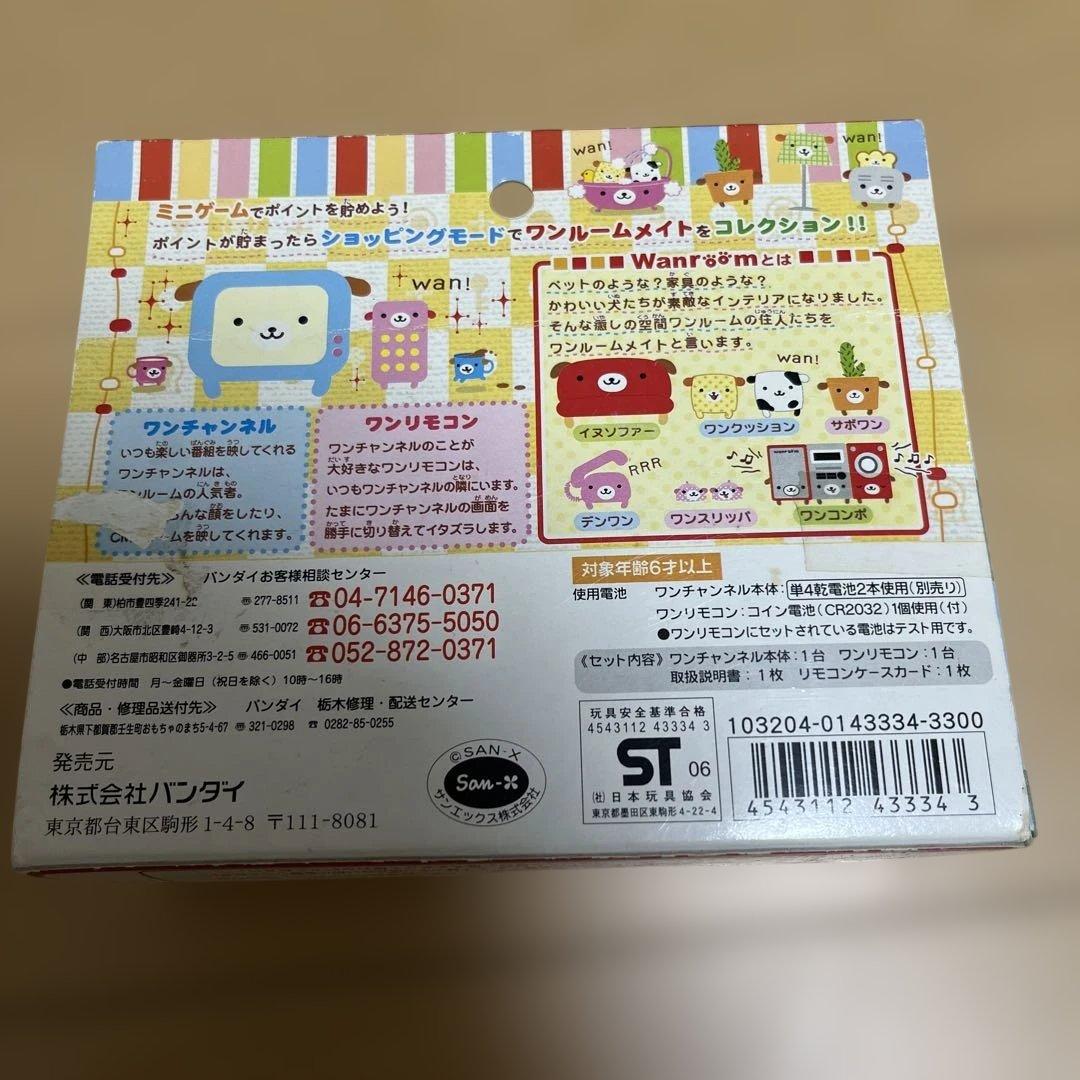 wan!
wan!
ミニゲームでポイントを貯めよう!
ポイントが貯まったらショッピングモードでワンルームメイトをコレクション!!
wan!
Wanroomとは
ペットのような?家具のような?
かわいい犬たちが素敵なインテリアになりました。
そんな癒しの空間ワンルームの住人たちを
ワンルームメイトと言います。
wan!
イヌソファー
ワンクッション
サボワン
RRR
デンワン
ワンスリッパ
ワンコンポ
ワンチャンネル
いつも楽しい番組を映してくれる
ワンチャンネルは、
ンルームの人気者。
んな顔をしたり、
ームを映してくれます。
ワンリモコン
ワンチャンネルのことが
大好きなワンリモコンは、
いつもワンチャンネルの隣にいます。
たまにワンチャンネルの画面を
勝手に切り替えてイタズラします。
≪電話受付先≫ バンダイお客様相談センター
(関 東)柏市豊四季241-22 〠277-8511 ☎04-7146-0371
(関 西)大阪市北区豊崎4-12-3 〠531-0072 ☎06-6375-5050
(中 部)名古屋市昭和区御器所3-2-5 〠466-0051 ☎052-872-0371
●電話受付時間 月〜金曜日(祝日を除く)10時〜16時
≪商品・修理品送付先≫ バンダイ 栃木修理・配送センター
栃木県下都賀郡壬生町おもちゃのまち5-4-67 〠321-0298 ☎0282-85-0255
発売元
株式会社バンダイ
東京都台東区駒形1-4-8 〒111-8081
©SAN-X
San-X
サンエックス株式会社
対象年齢6才以上
使用電池 ワンチャンネル本体:単4乾電池2本使用(別売り)
ワンリモコン:コイン電池(CR2032)1個使用(付)
●ワンリモコンにセットされている電池はテスト用です。
≪セット内容≫ワンチャンネル本体:1台 ワンリモコン:1台
取扱説明書:1枚 リモコンケースカード:1枚
玩具安全基準合格
4543112 43334 3
ST 06
(社)日本玩具協会
東京都墨田区東駒形4-22-4
103204-0143334-3300
4543112 433343